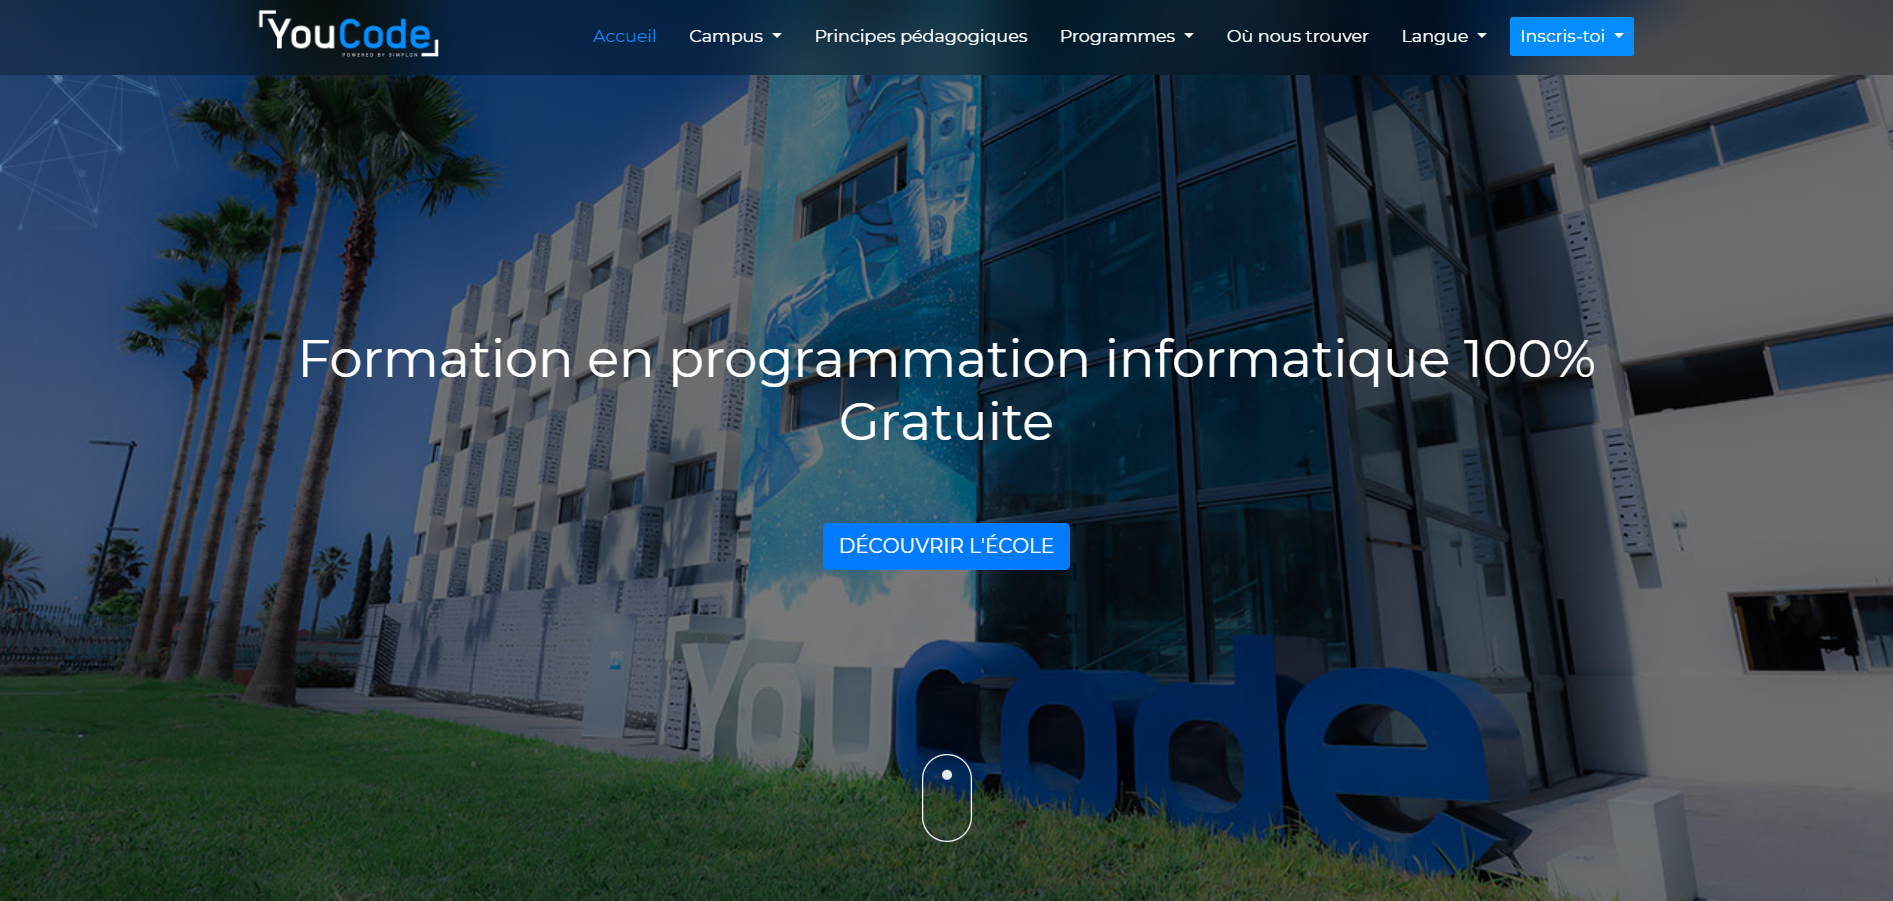 YouCode
POWERED BY SIMPLON
Accueil
Campus
Principes pédagogiques
Programmes
Où nous trouver
Langue
Inscris-toi
Formation en programmation informatique 100%
Gratuite
DÉCOUVRIR L'ÉCOLE
YouCode